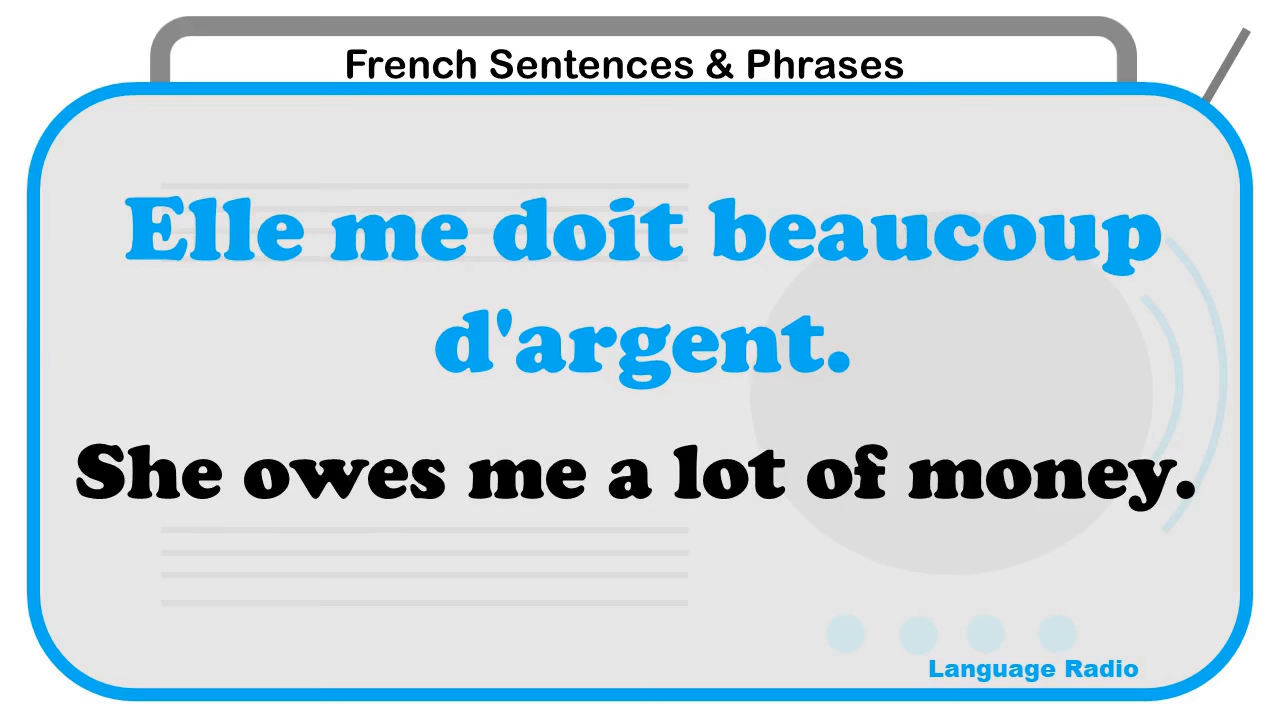 French Sentences & Phrases
Elle me doit beaucoup
d'argent.
She owes me a lot of money.
Language Radio